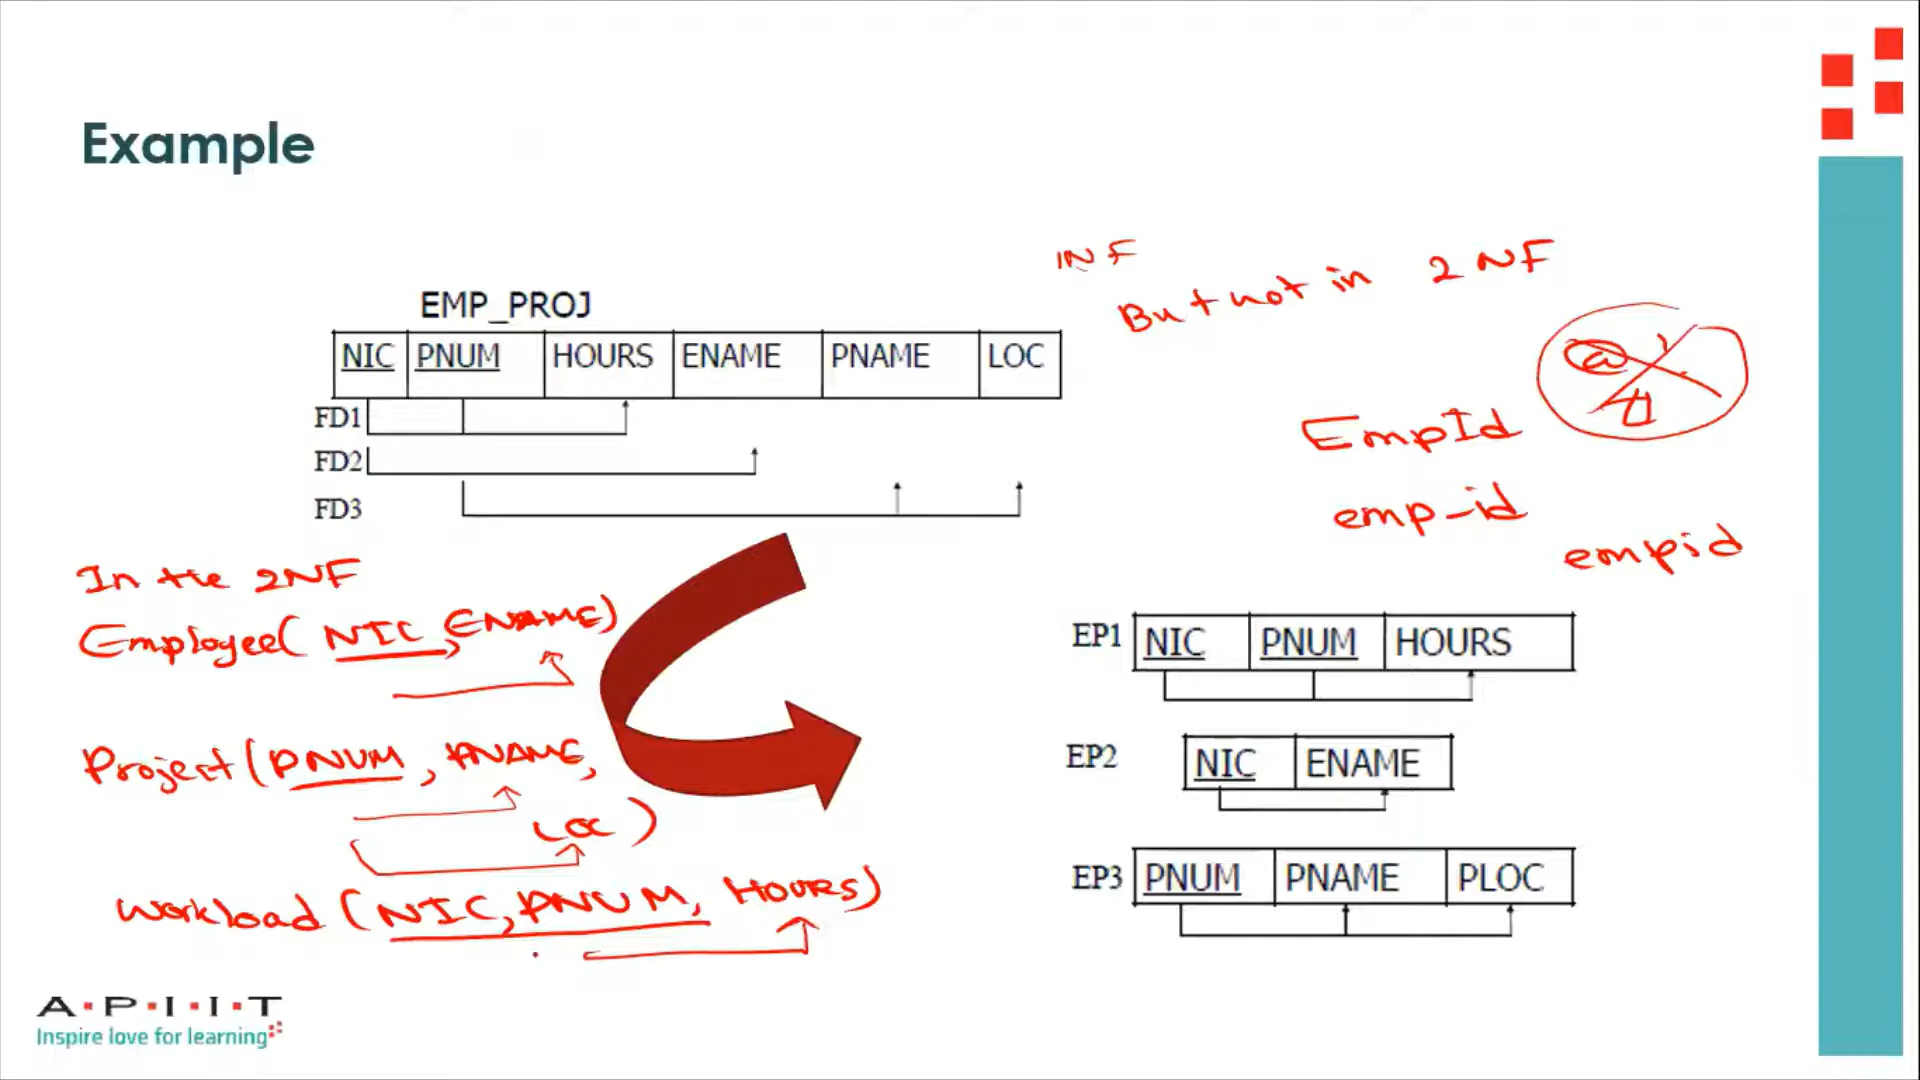 Example
1NF
But not in 2NF
EMP_PROJ
NIC PNUM HOURS ENAME PNAME LOC
FD1
FD2
FD3
EmpId
emp-id
empid
In the 2NF
Employee( NIC, ENAME)
Project (PNUM, PNAME,
LOC)
Workload (NIC, PNUM, HOURS)
EP1 NIC PNUM HOURS
EP2 NIC ENAME
EP3 PNUM PNAME PLOC
A·P·I·I·T
Inspire love for learning